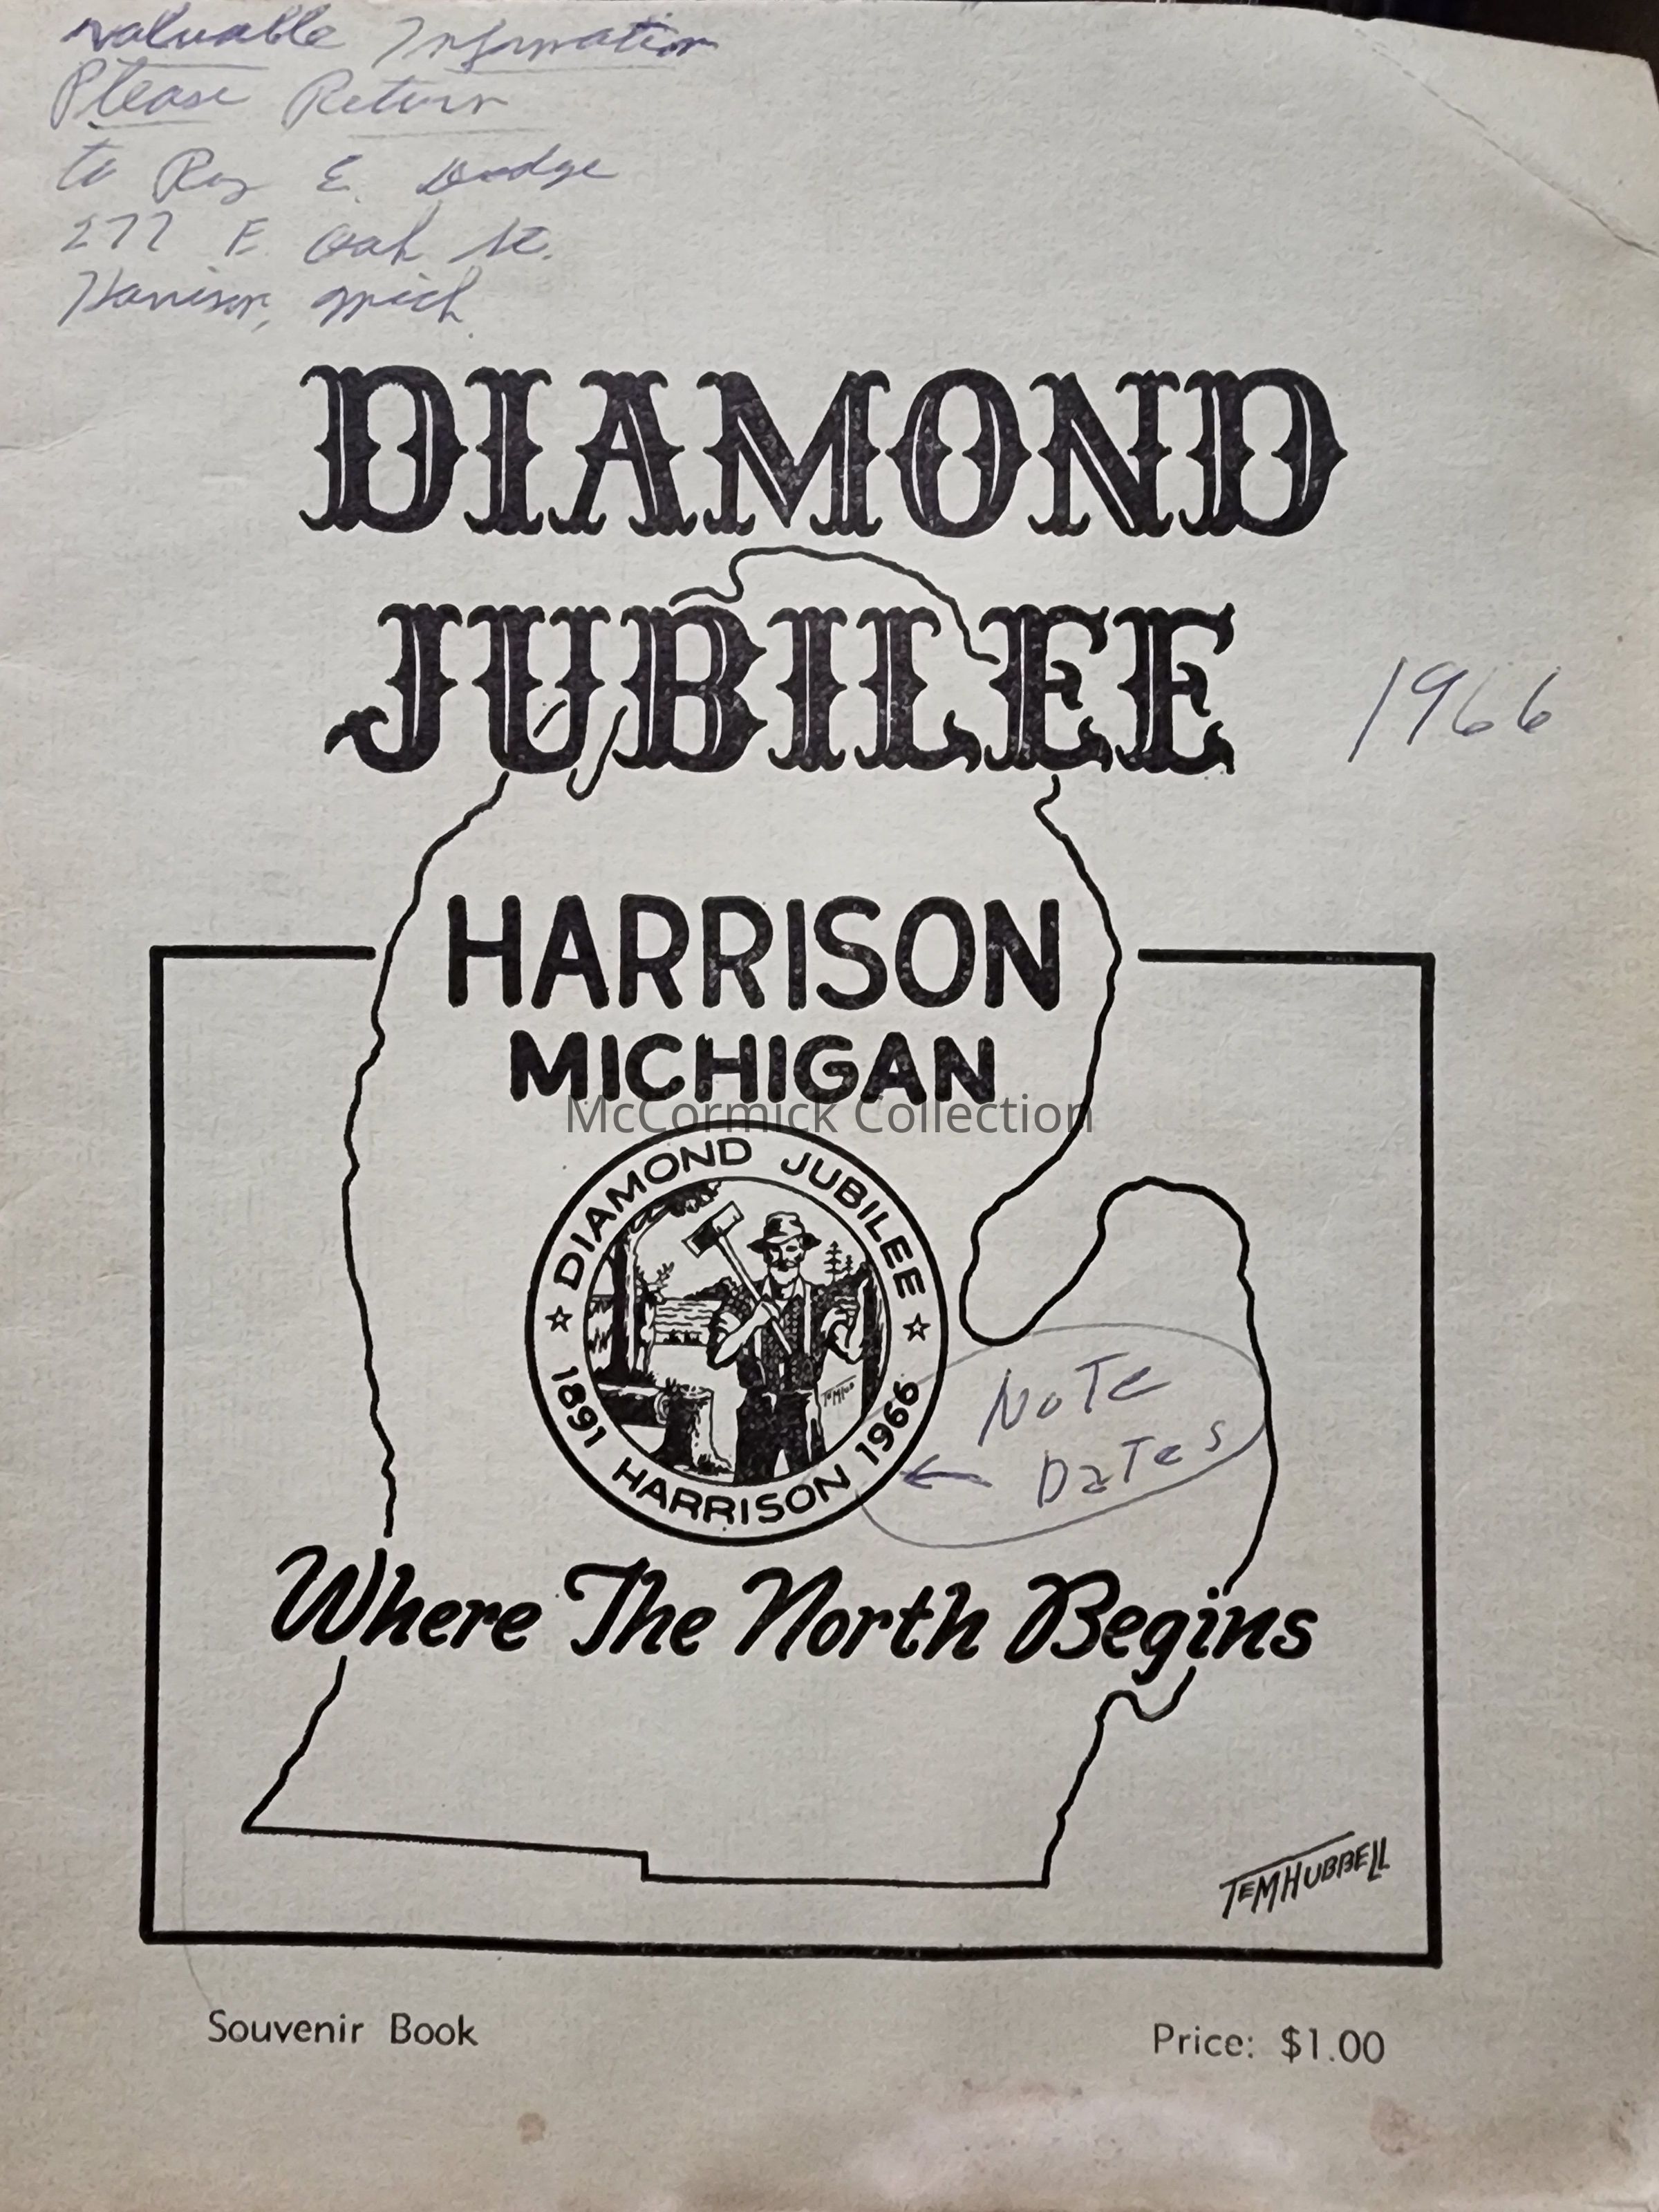 valuable Information
Please Return
to Roy E. Dodge
277 E. Oak St.
Harrison, Mich.
DIAMOND
JUBILEE
1966
HARRISON
MICHIGAN
McCormick Collection
DIAMOND JUBILEE
1891 HARRISON 1966
NOTE
DATES
Where The North Begins
TEM HUBBELL
Souvenir Book
Price: $1.00